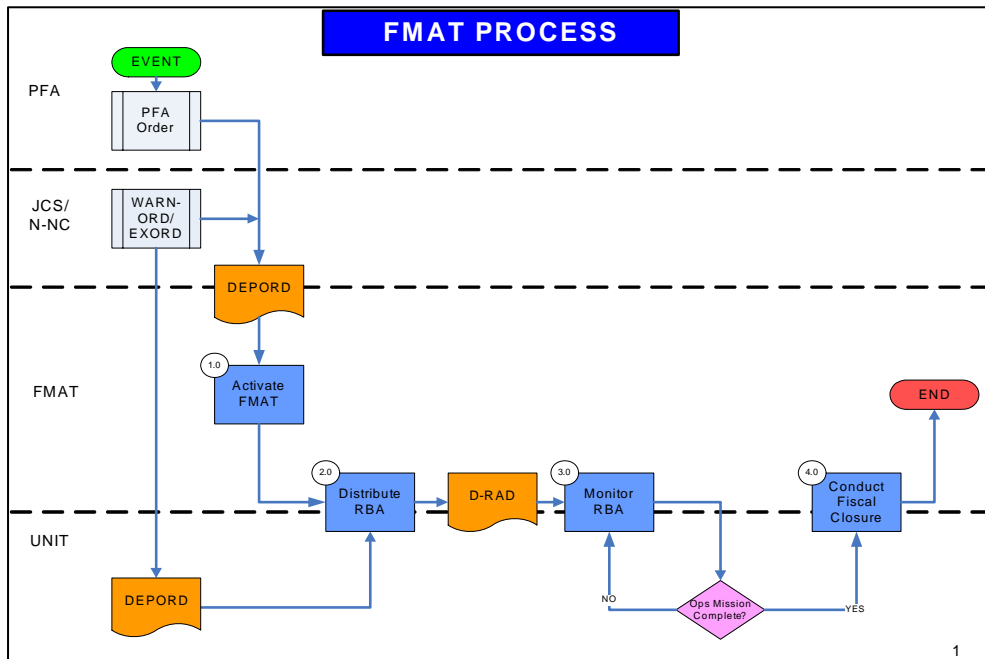 FMAT PROCESS
EVENT
PFA
PFA
Order
JCS/
N-NC
WARN-
ORD/
EXORD
DEPORD
FMAT
1.0
Activate
FMAT
END
2.0
Distribute
RBA
D-RAD
3.0
Monitor
RBA
4.0
Conduct
Fiscal
Closure
UNIT
DEPORD
NO
Ops Mission
Complete?
YES
1